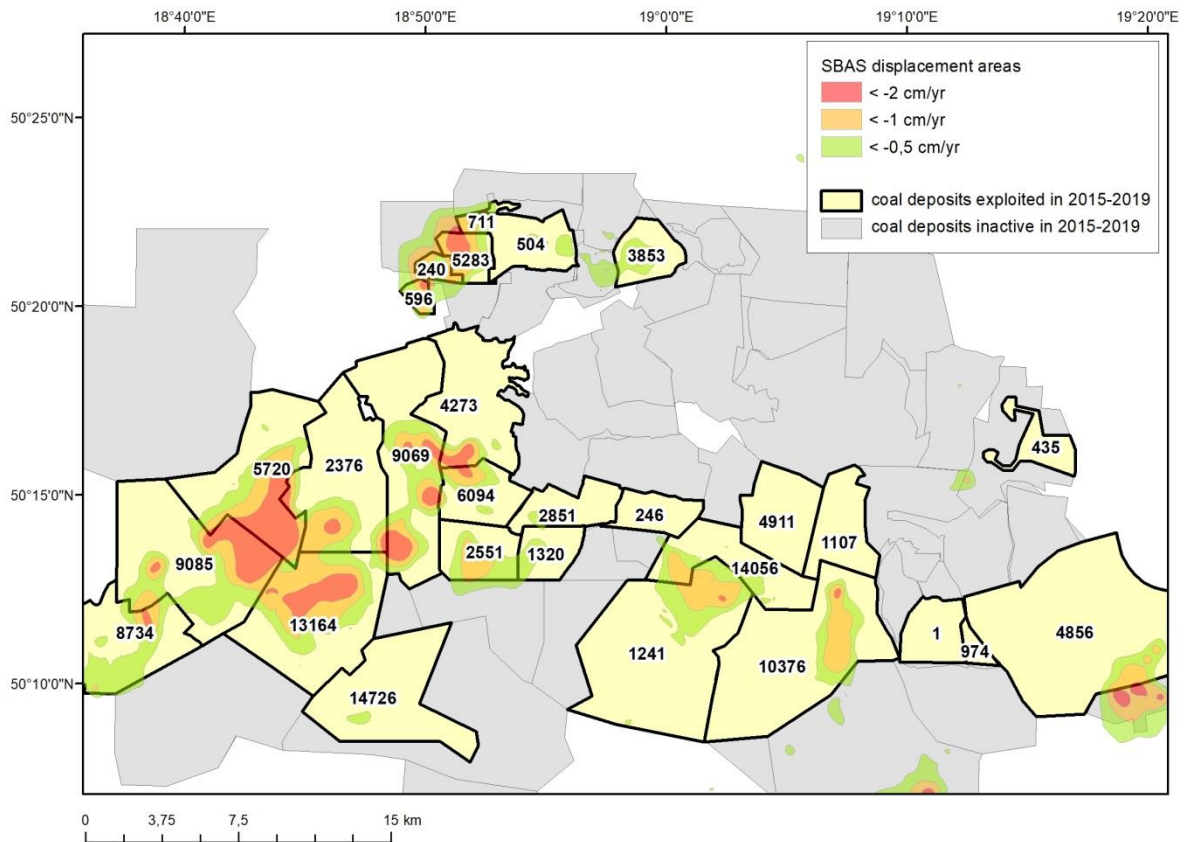 18°40'0"E 18°50'0"E 19°0'0"E 19°10'0"E 19°20'0"E
SBAS displacement areas
< -2 cm/yr
< -1 cm/yr
< -0,5 cm/yr
coal deposits exploited in 2015-2019
coal deposits inactive in 2015-2019
50°25'0"N
711
504
3853
5283
240
596
50°20'0"N
4273
435
9069
5720
2376
50°15'0"N
6094
2851
246
4911
1107
2551
1320
9085
14056
13164
8734
1
4856
974
1241
10376
50°10'0"N
14726
0 3,75 7,5 15 km